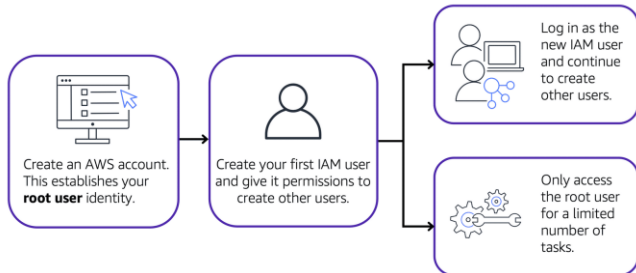 Create an AWS account.
This establishes your
root user identity.
Create your first IAM user
and give it permissions to
create other users.
Log in as the
new IAM user
and continue
to create
other users.
Only access
the root user
for a limited
number of
tasks.